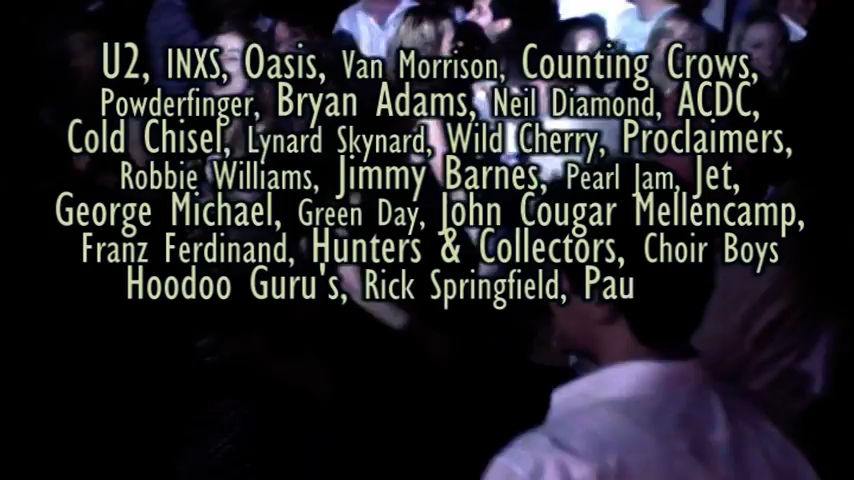 U2, INXS, Oasis, Van Morrison, Counting Crows,
Powderfinger, Bryan Adams, Neil Diamond, ACDC,
Cold Chisel, Lynard Skynard, Wild Cherry, Proclaimers,
Robbie Williams, Jimmy Barnes, Pearl Jam, Jet,
George Michael, Green Day, John Cougar Mellencamp,
Franz Ferdinand, Hunters & Collectors, Choir Boys
Hoodoo Guru's, Rick Springfield, Pau